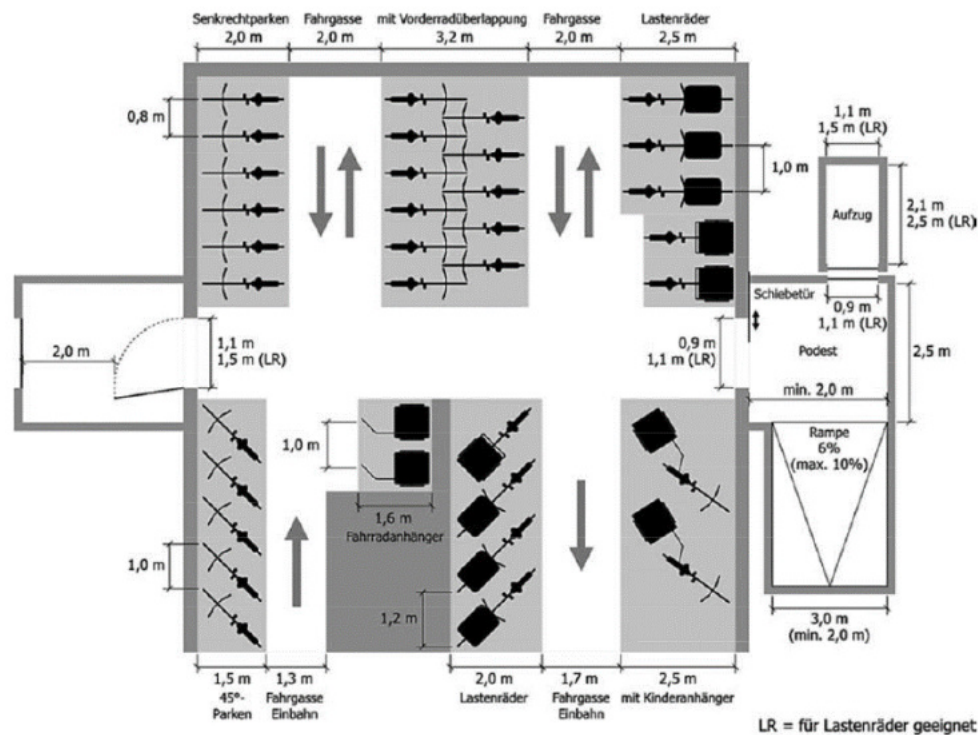 Senkrechtparken
2,0 m
Fahrgasse
2,0 m
mit Vorderradüberlappung
3,2 m
Fahrgasse
2,0 m
Lastenräder
2,5 m
0,8 m
1,0 m
1,1 m
1,5 m (LR)
Aufzug
2,1 m
2,5 m (LR)
Schiebetür
0,9 m
1,1 m (LR)
2,0 m
1,1 m
1,5 m (LR)
0,9 m
1,1 m (LR)
Podest
2,5 m
min. 2,0 m
1,0 m
Rampe
6%
(max. 10%)
1,6 m
Fahrradanhänger
1,0 m
1,2 m
3,0 m
(min. 2,0 m)
1,5 m
45°-
Parken
1,3 m
Fahrgasse
Einbahn
2,0 m
Lastenräder
1,7 m
Fahrgasse
Einbahn
2,5 m
mit Kinderanhänger
LR = für Lastenräder geeignet